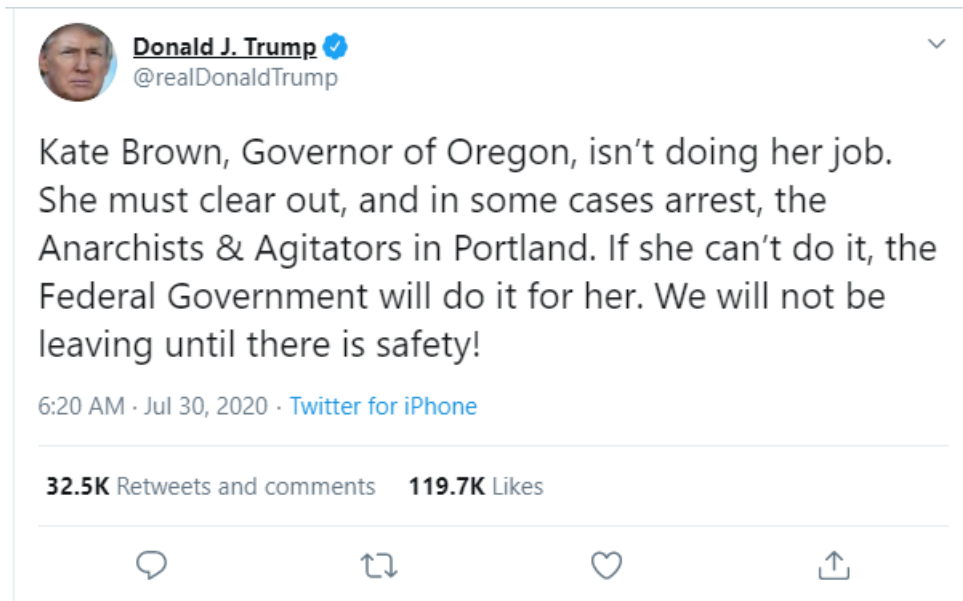 Donald J. Trump
@realDonaldTrump
Kate Brown, Governor of Oregon, isn’t doing her job.
She must clear out, and in some cases arrest, the
Anarchists & Agitators in Portland. If she can’t do it, the
Federal Government will do it for her. We will not be
leaving until there is safety!
6:20 AM · Jul 30, 2020 · Twitter for iPhone
32.5K Retweets and comments 119.7K Likes